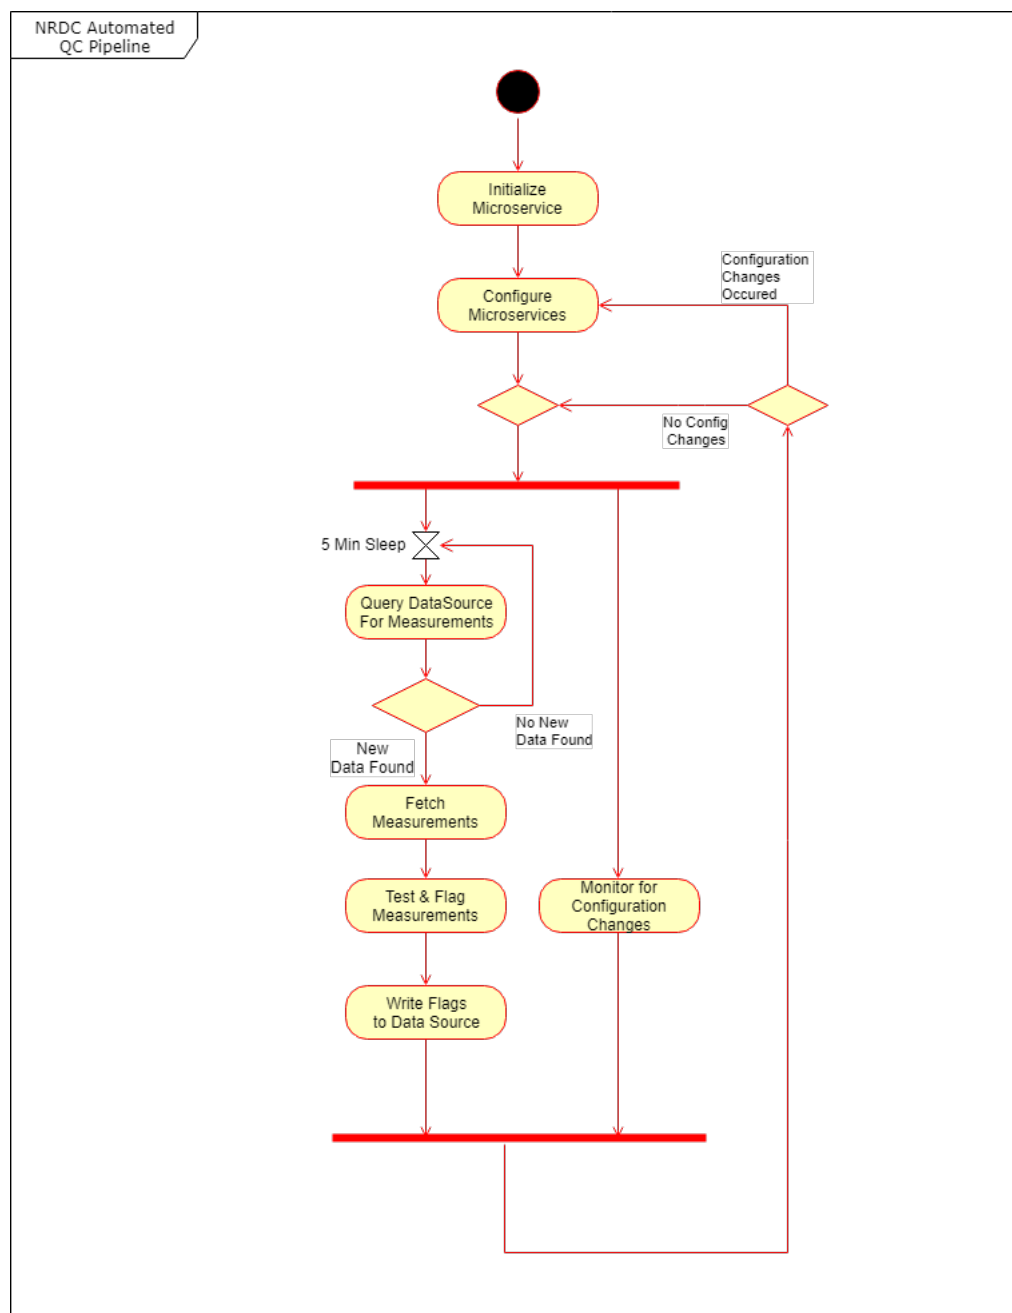 NRDC Automated
QC Pipeline
Initialize
Microservice
Configuration
Changes
Occured
Configure
Microservices
No Config
Changes
5 Min Sleep
Query DataSource
For Measurements
No New
Data Found
New
Data Found
Fetch
Measurements
Test & Flag
Measurements
Monitor for
Configuration
Changes
Write Flags
to Data Source